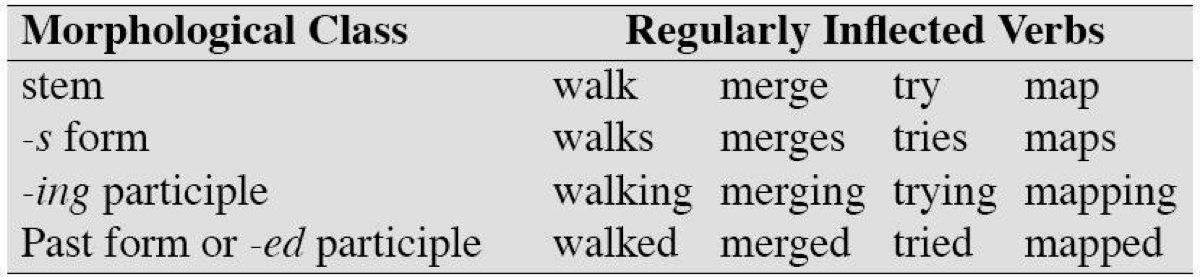 Morphological Class Regularly Inflected Verbs
stem walk merge try map
-s form walks merges tries maps
-ing participle walking merging trying mapping
Past form or -ed participle walked merged tried mapped